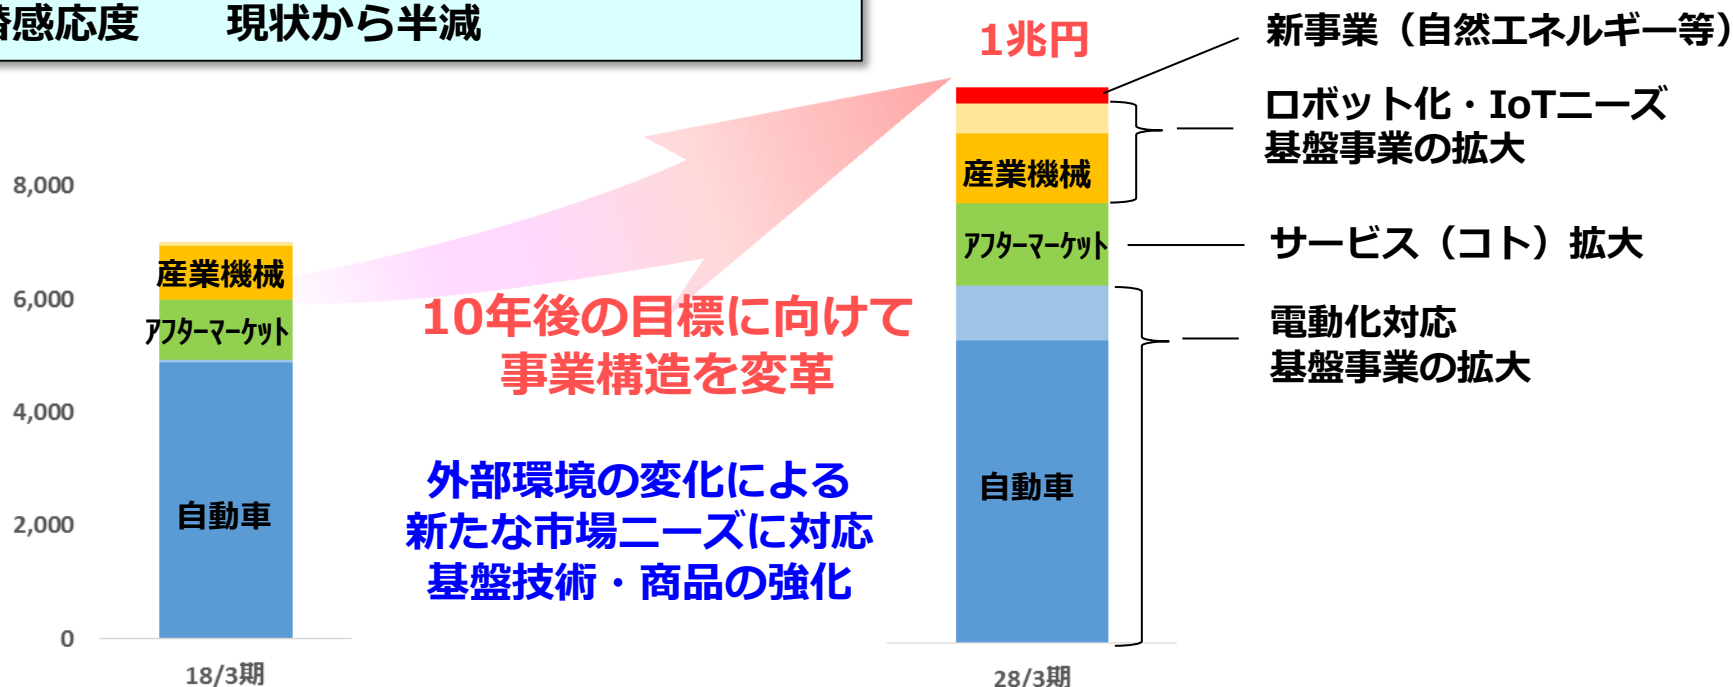 感応度 現状から半減
1兆円
新事業（自然エネルギー等）
ロボット化・IoTニーズ
基盤事業の拡大
産業機械
アフターマーケット
サービス（コト）拡大
電動化対応
基盤事業の拡大
自動車
28/3期
8,000
6,000
4,000
2,000
0
産業機械
アフターマーケット
自動車
18/3期
10年後の目標に向けて
事業構造を変革
外部環境の変化による
新たな市場ニーズに対応
基盤技術・商品の強化